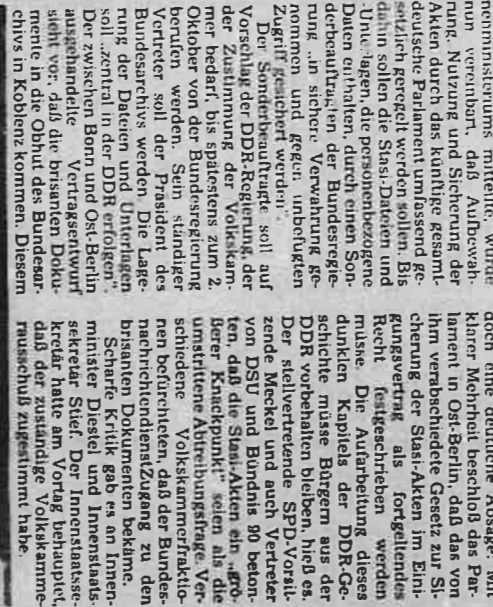 nenministeriums mitteilte, wurde
nun vereinbart, daß Aufbewah-
rung, Nutzung und Sicherung der
Akten durch das künftige gesamt-
deutsche Parlament umfassend ge-
setzlich geregelt werden sollen. Bis
dahin sollen die Stasi-Dateien und
-Unterlagen, die personenbezogene
Daten enthalten, durch einen Son-
derbeauftragten der Bundesregie-
rung „in sichere Verwahrung ge-
nommen und gegen unbefugten
Zugriff gesichert werden".
Der Sonderbeauftragte soll auf
Vorschlag der DDR-Regierung, der
der Zustimmung der Volkskam-
mer bedarf, bis spätestens zum 2.
Oktober von der Bundesregierung
berufen werden. Sein ständiger
Vertreter soll der Präsident des
Bundesarchivs werden. Die Lage-
rung der Dateien und Unterlagen
soll „zentral in der DDR erfolgen".
Der zwischen Bonn und Ost-Berlin
ausgehandelte Vertragsentwurf
sieht vor, daß die brisanten Doku-
mente in die Obhut des Bundesar-
chivs in Koblenz kommen. Diesem
doch eine deutliche Absage. Mit
klarer Mehrheit beschloß das Par-
lament in Ost-Berlin, daß das von
ihm verabschiedete Gesetz zur Si-
cherung der Stasi-Akten im Eini-
gungsvertrag als fortgeltendes
Recht festgeschrieben werden
müsse. Die Aufarbeitung dieses
dunklen Kapitels der DDR-Ge-
schichte müsse Bürgern aus der
DDR vorbehalten bleiben, hieß es.
Der stellvertretende SPD-Vorsit-
zende Meckel und auch Vertreter
von DSU und Bündnis 90 beton-
ten, daß die Stasi-Akten ein „grö-
ßerer Knackpunkt" seien als die
umstrittene Abtreibungsfrage. Ver-
schiedene Volkskammerfraktio-
nen befürchteten, daß der Bundes-
nachrichtendienst Zugang zu den
brisanten Dokumenten bekäme.
Scharfe Kritik gab es an Innen-
minister Diestel und Innenstaats-
sekretär Stief. Der Innenstaatsse-
kretär hatte am Vortag behauptet,
daß der zuständige Volkskamme-
rausschuß zugestimmt habe.